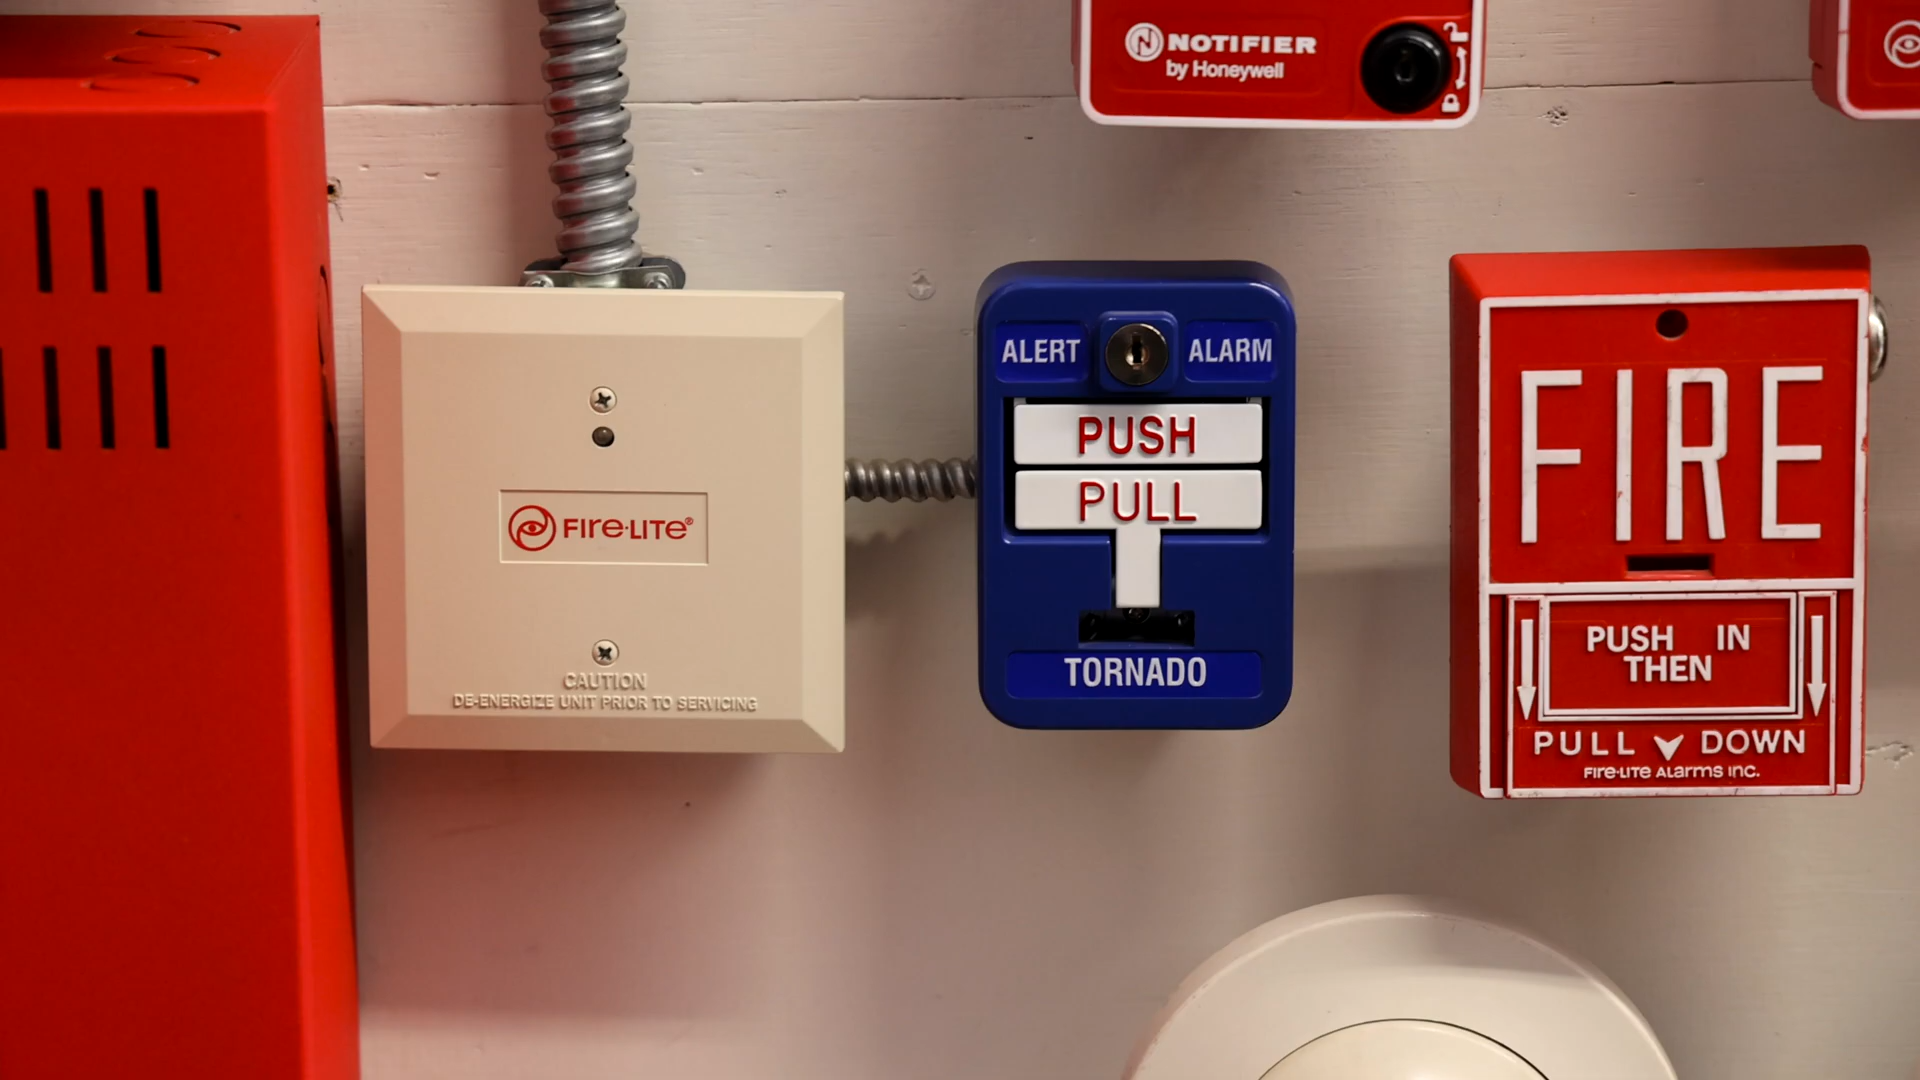 NOTIFIER
by Honeywell
FIRE·LITE®
CAUTION
DE-ENERGIZE UNIT PRIOR TO SERVICING
ALERT ALARM
PUSH
PULL
TORNADO
FIRE
PUSH IN
THEN
PULL DOWN
FIRE·LITE ALARMS INC.